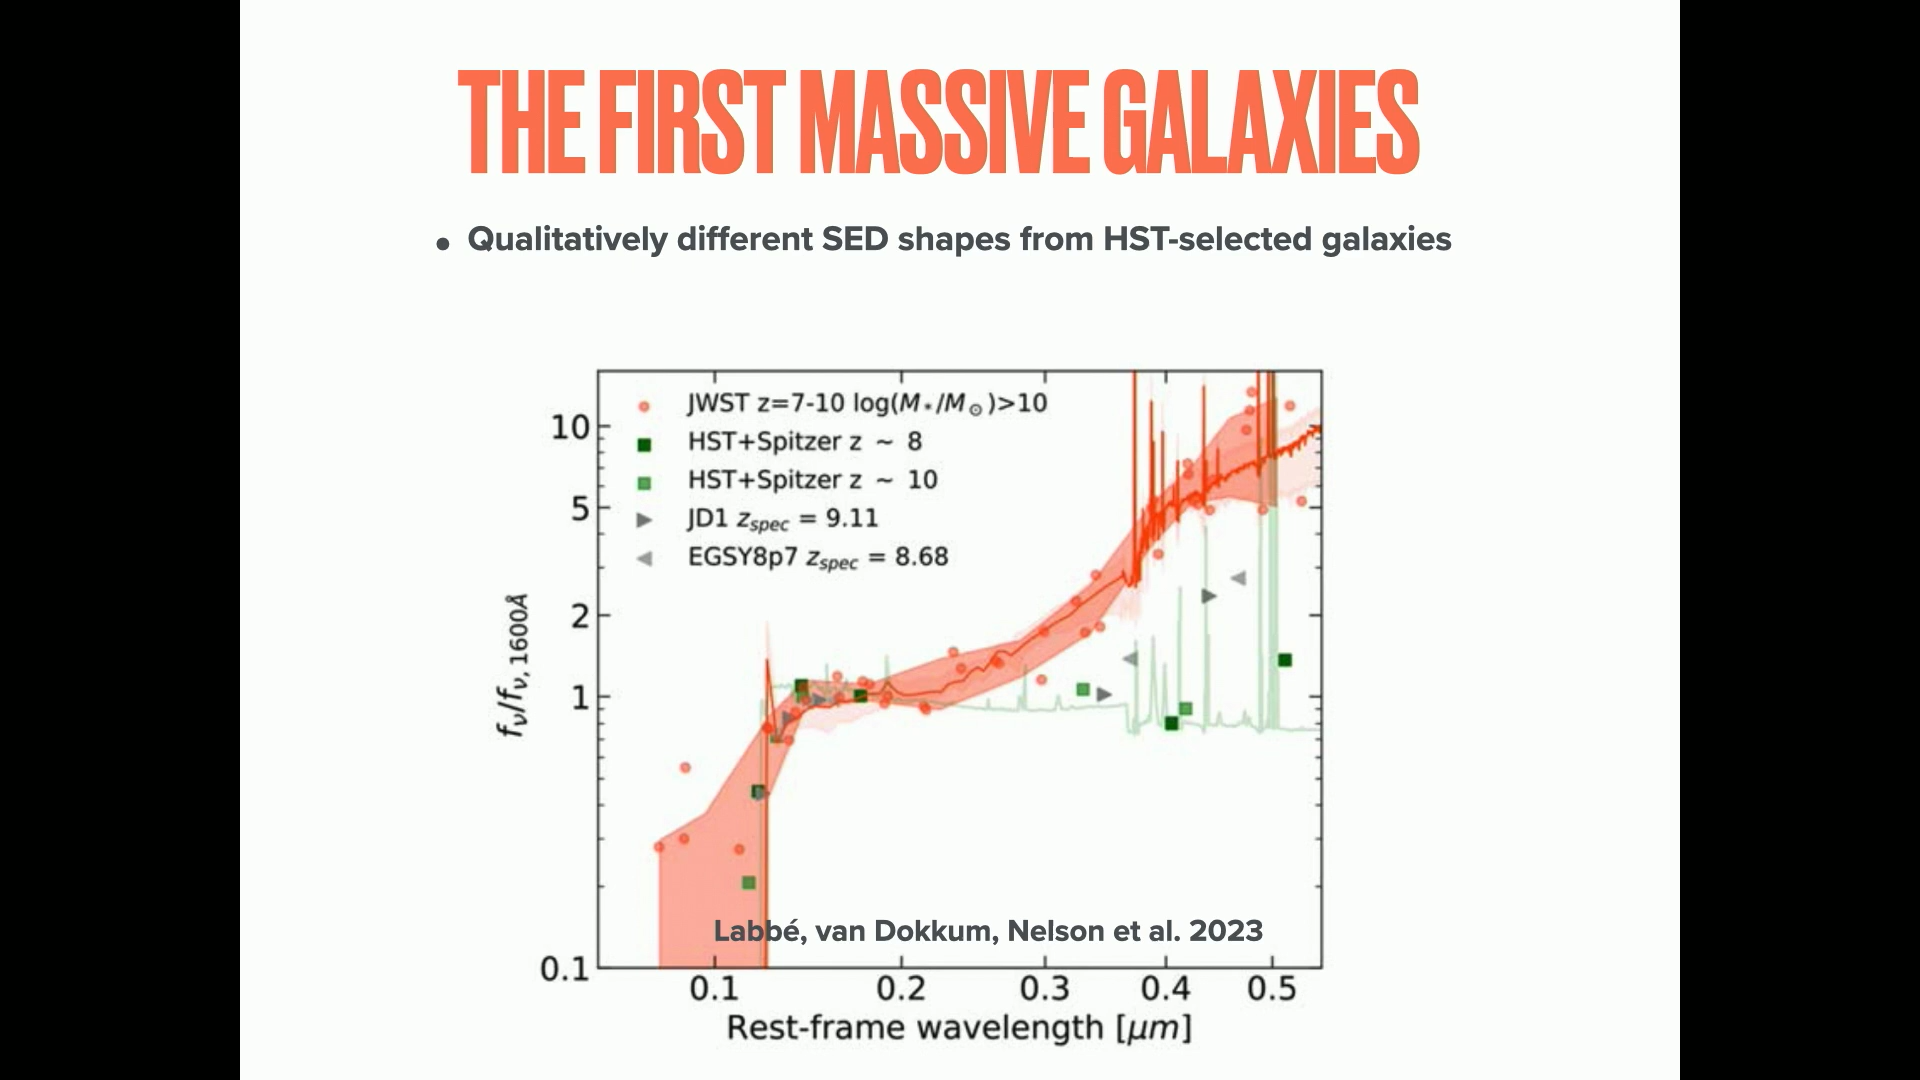 THE FIRST MASSIVE GALAXIES
• Qualitatively different SED shapes from HST-selected galaxies
JWST z=7-10 log(M*/M⊙)>10
HST+Spitzer z ~ 8
HST+Spitzer z ~ 10
JD1 zspec = 9.11
EGSY8p7 zspec = 8.68
10
5
2
1
0.1
fν/fν, 1600Å
Labbé, van Dokkum, Nelson et al. 2023
0.1 0.2 0.3 0.4 0.5
Rest-frame wavelength [μm]